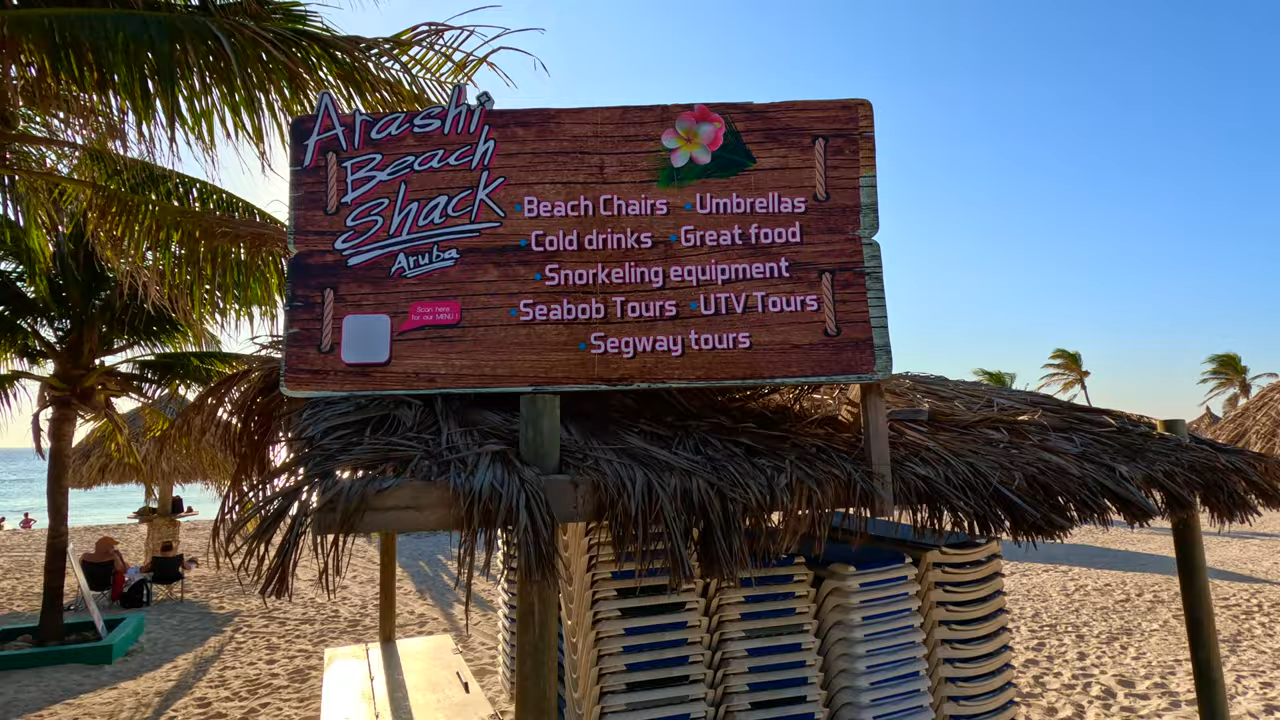 Arashi
Beach
Shack
Aruba
• Beach Chairs • Umbrellas
• Cold drinks • Great food
• Snorkeling equipment
• Seabob Tours • UTV Tours
• Segway tours
Scan here
for our MENU !